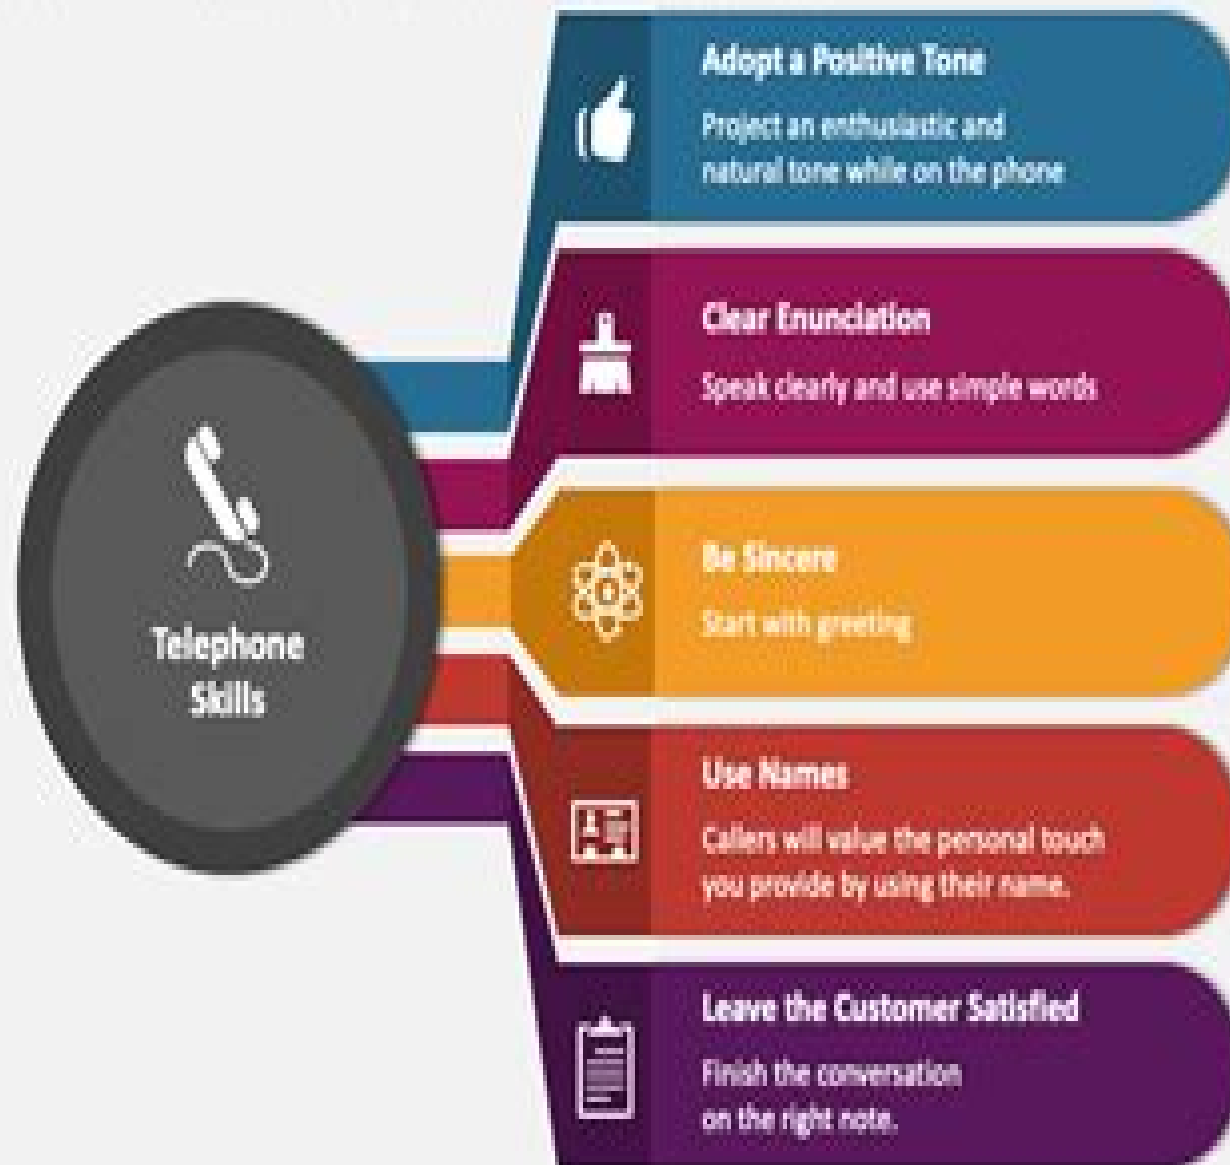 Telephone
Skills
Adopt a Positive Tone
Project an enthusiastic and
natural tone while on the phone
Clear Enunciation
Speak clearly and use simple words
Be Sincere
Start with greeting
Use Names
Callers will value the personal touch
you provide by using their name.
Leave the Customer Satisfied
Finish the conversation
on the right note.